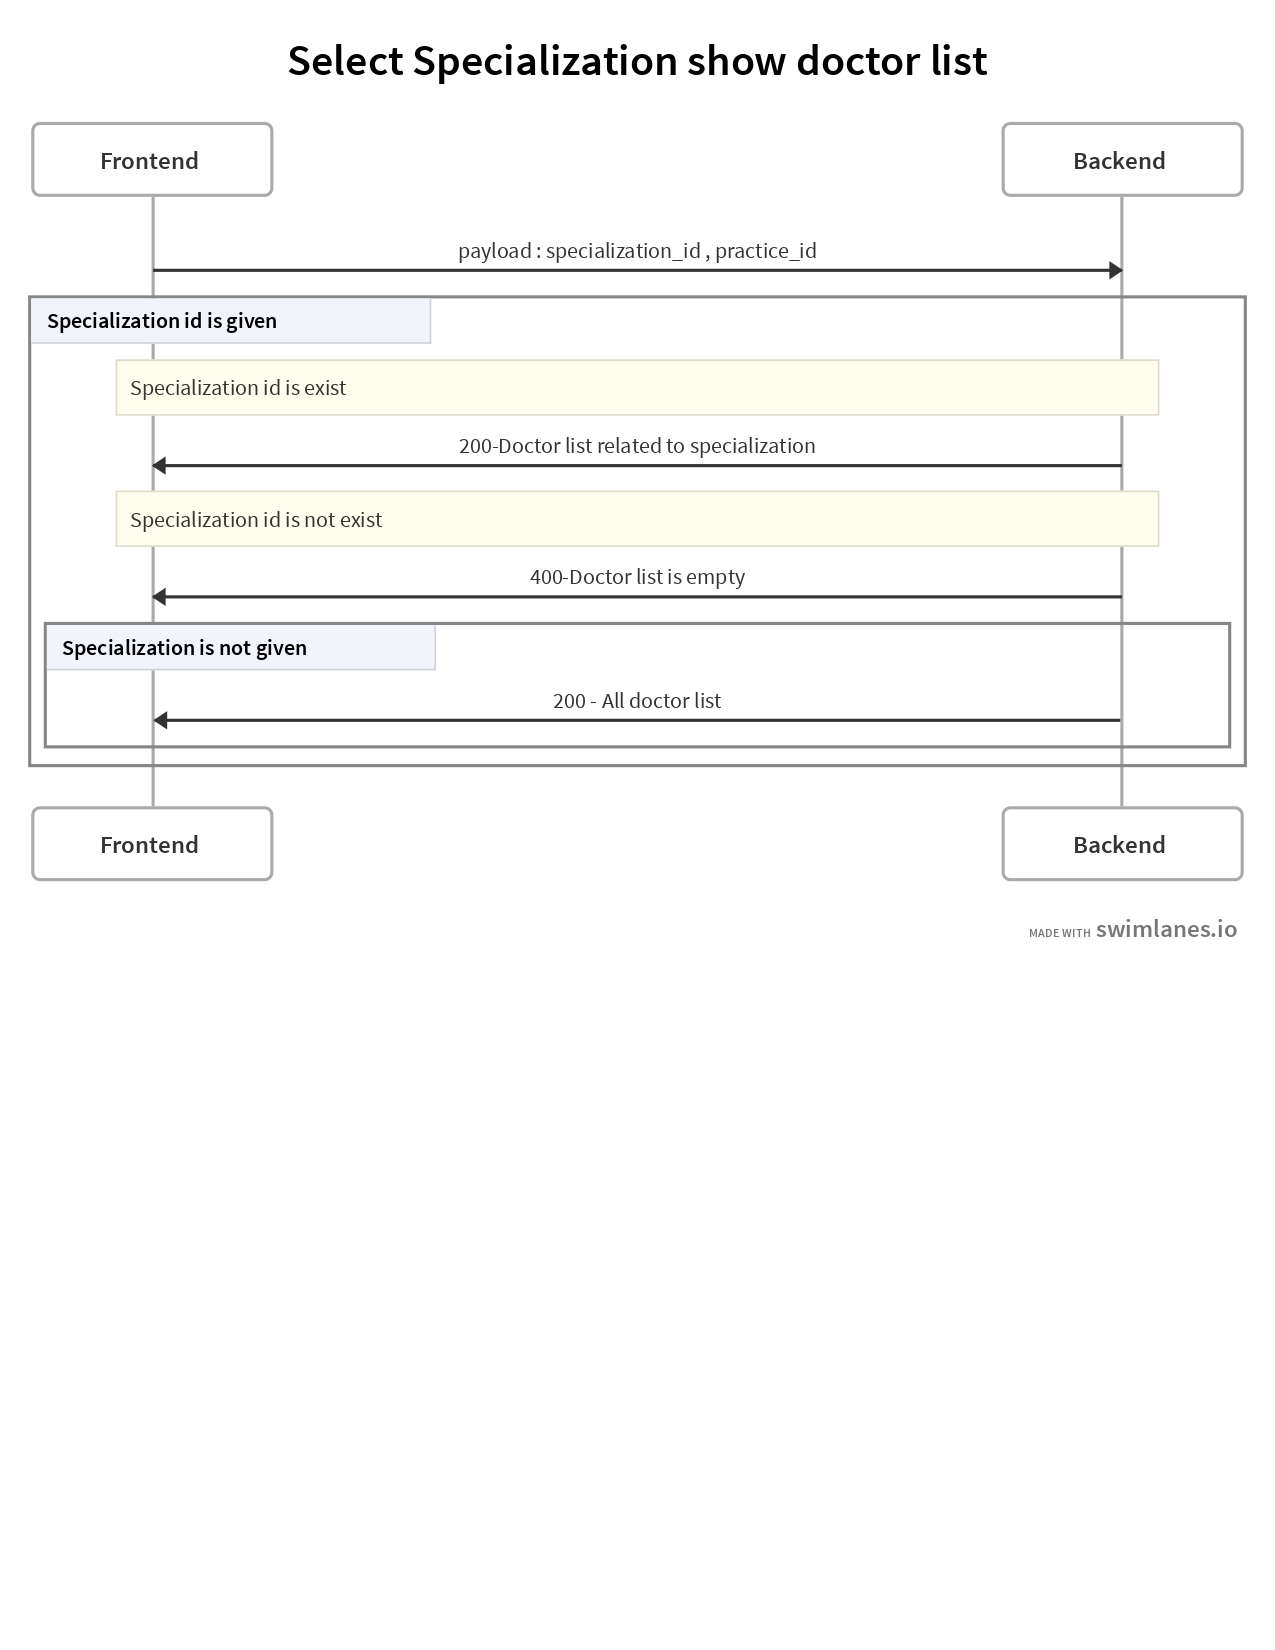 Select Specialization show doctor list
Frontend
Backend
payload : specialization_id , practice_id
Specialization id is given
Specialization id is exist
200-Doctor list related to specialization
Specialization id is not exist
400-Doctor list is empty
Specialization is not given
200 - All doctor list
Frontend
Backend
MADE WITH swimlanes.io